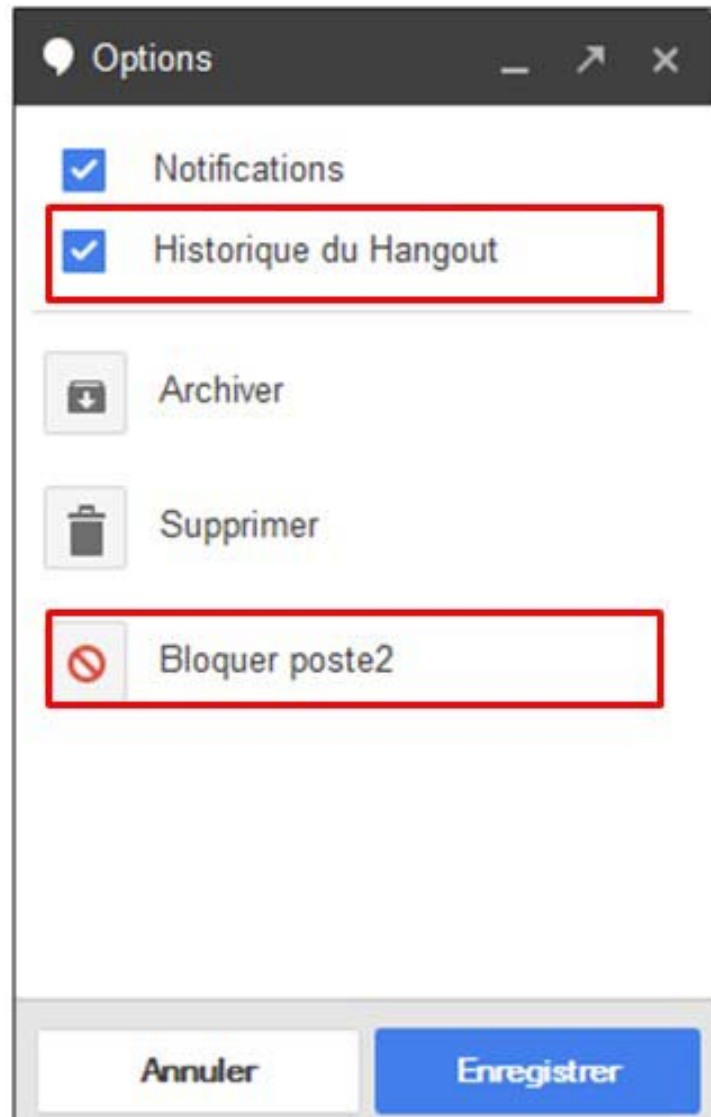 Options
Notifications
Historique du Hangout
Archiver
Supprimer
Bloquer poste2
Annuler Enregistrer